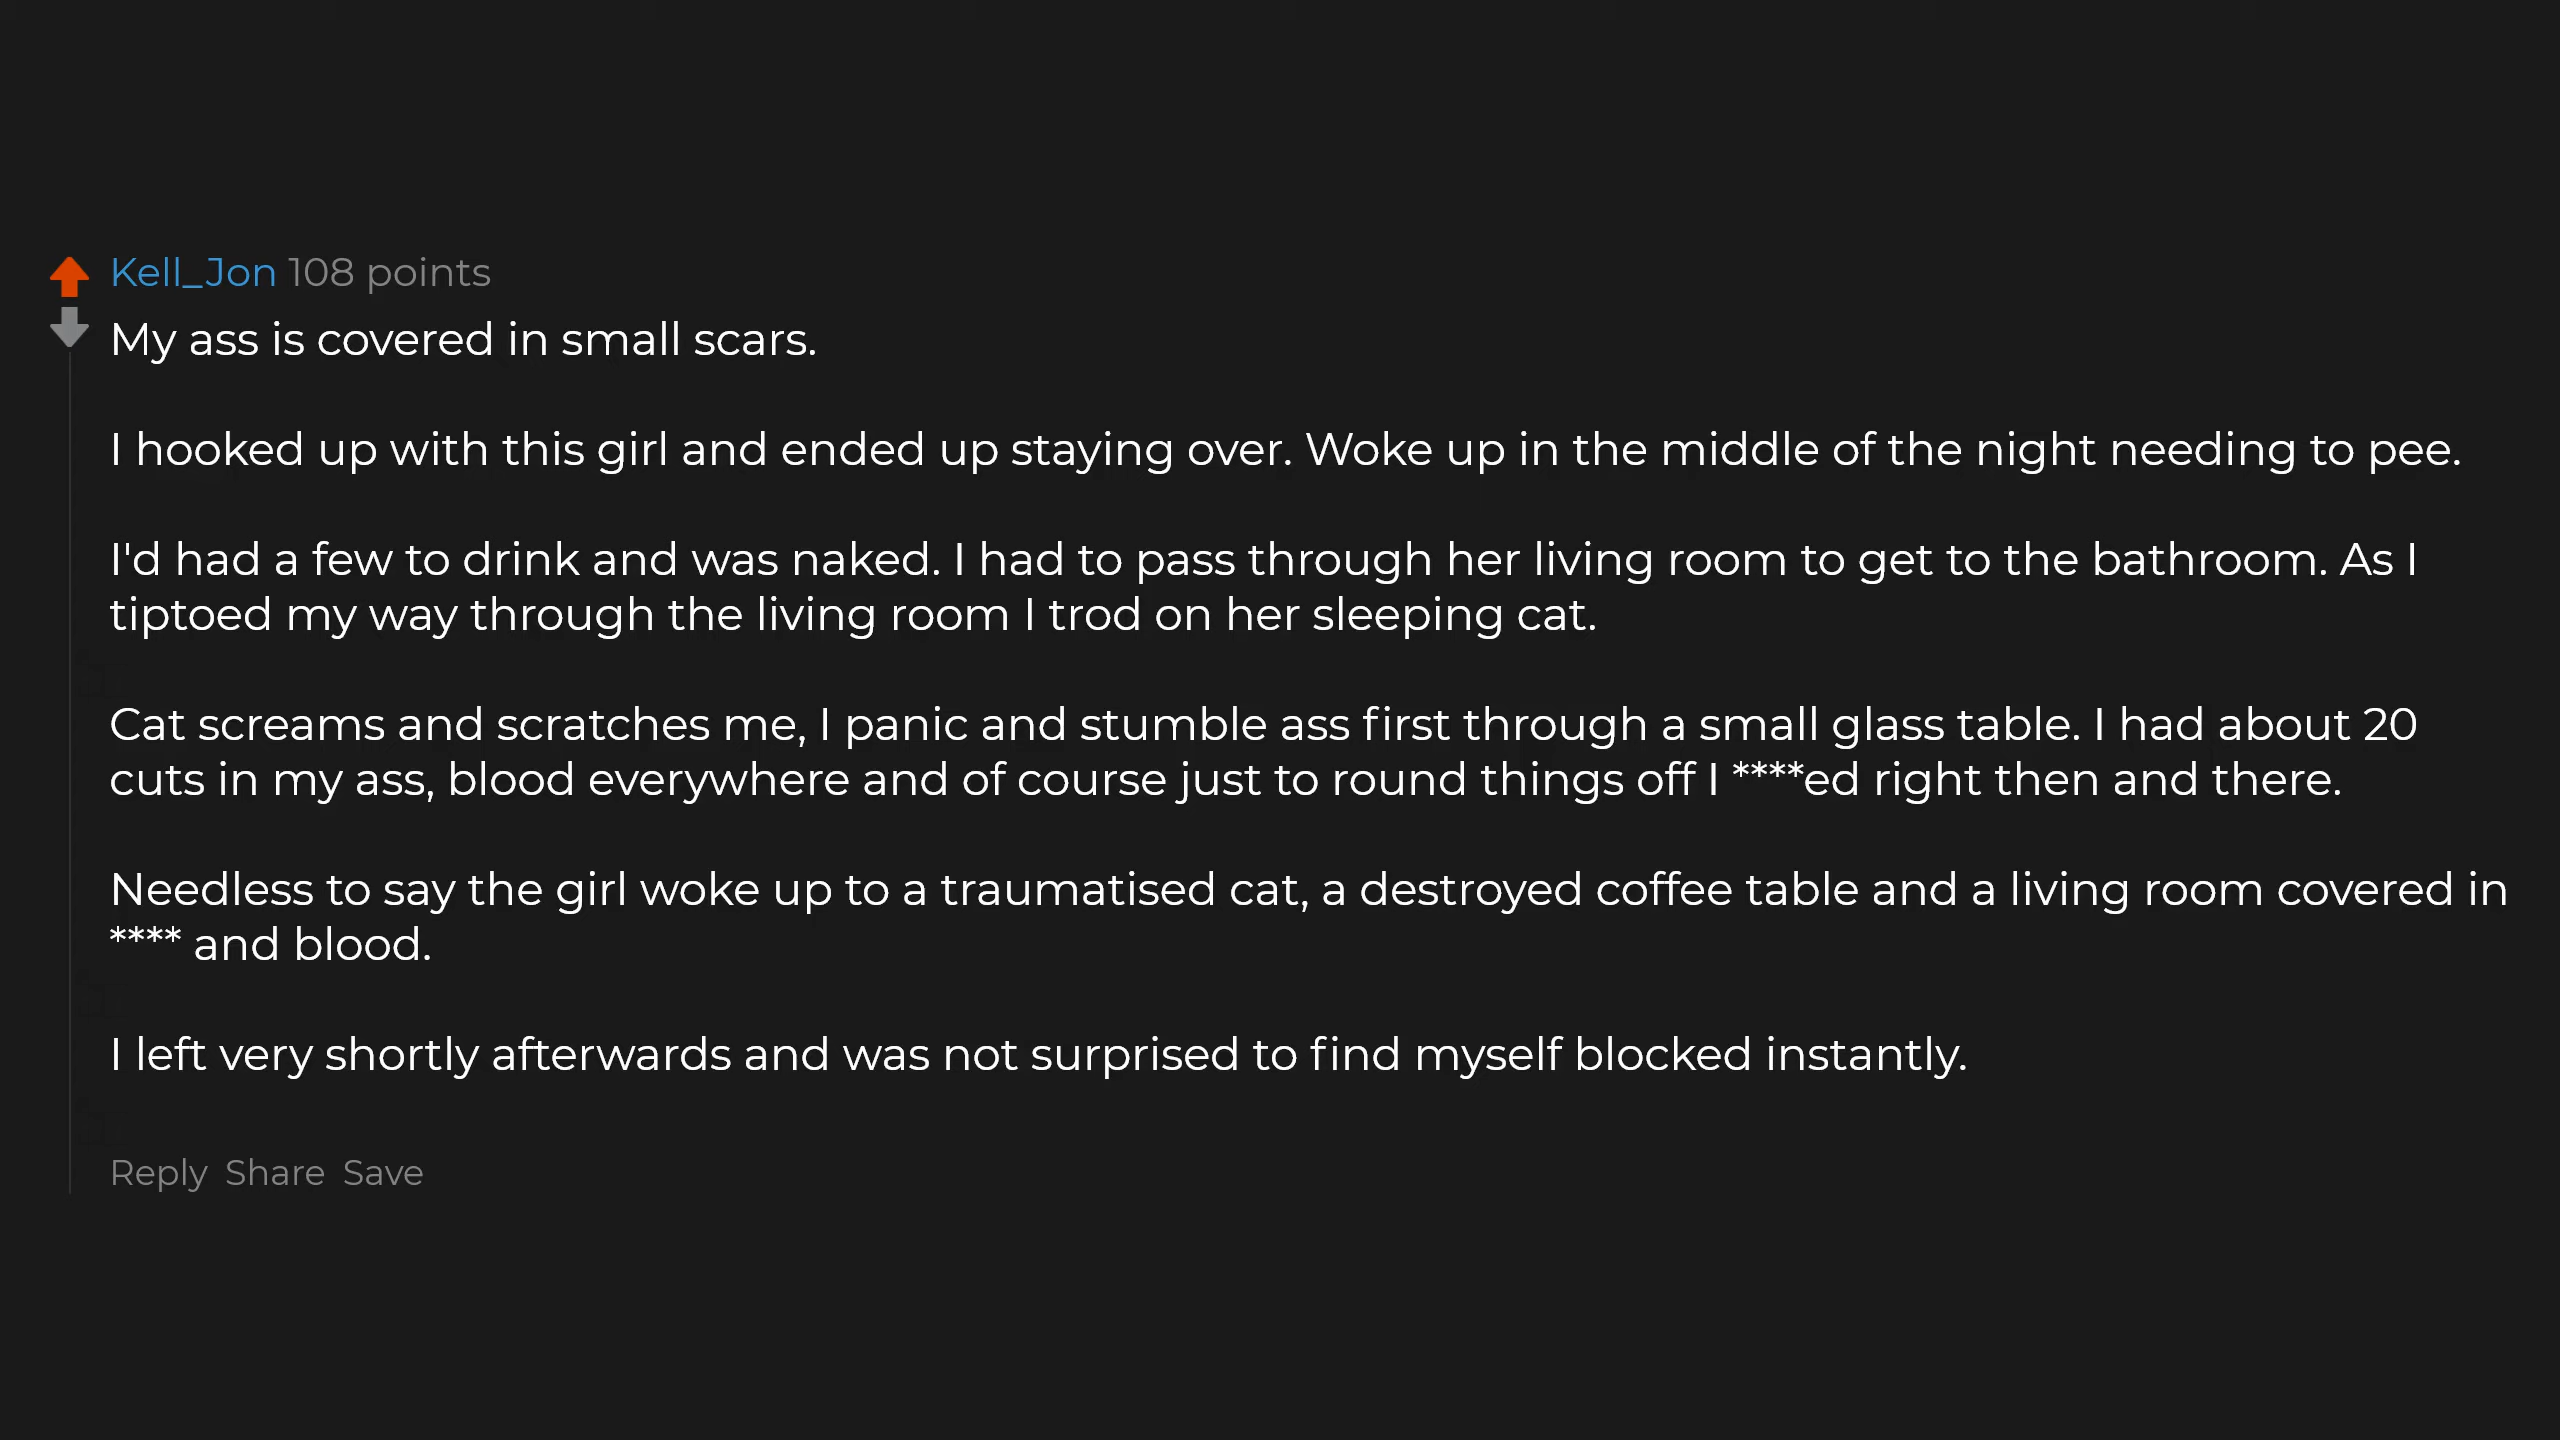 Kell_Jon 108 points
My ass is covered in small scars.
I hooked up with this girl and ended up staying over. Woke up in the middle of the night needing to pee.
I'd had a few to drink and was naked. I had to pass through her living room to get to the bathroom. As I
tiptoed my way through the living room I trod on her sleeping cat.
Cat screams and scratches me, I panic and stumble ass first through a small glass table. I had about 20
cuts in my ass, blood everywhere and of course just to round things off I ****ed right then and there.
Needless to say the girl woke up to a traumatised cat, a destroyed coffee table and a living room covered in
**** and blood.
I left very shortly afterwards and was not surprised to find myself blocked instantly.
Reply Share Save